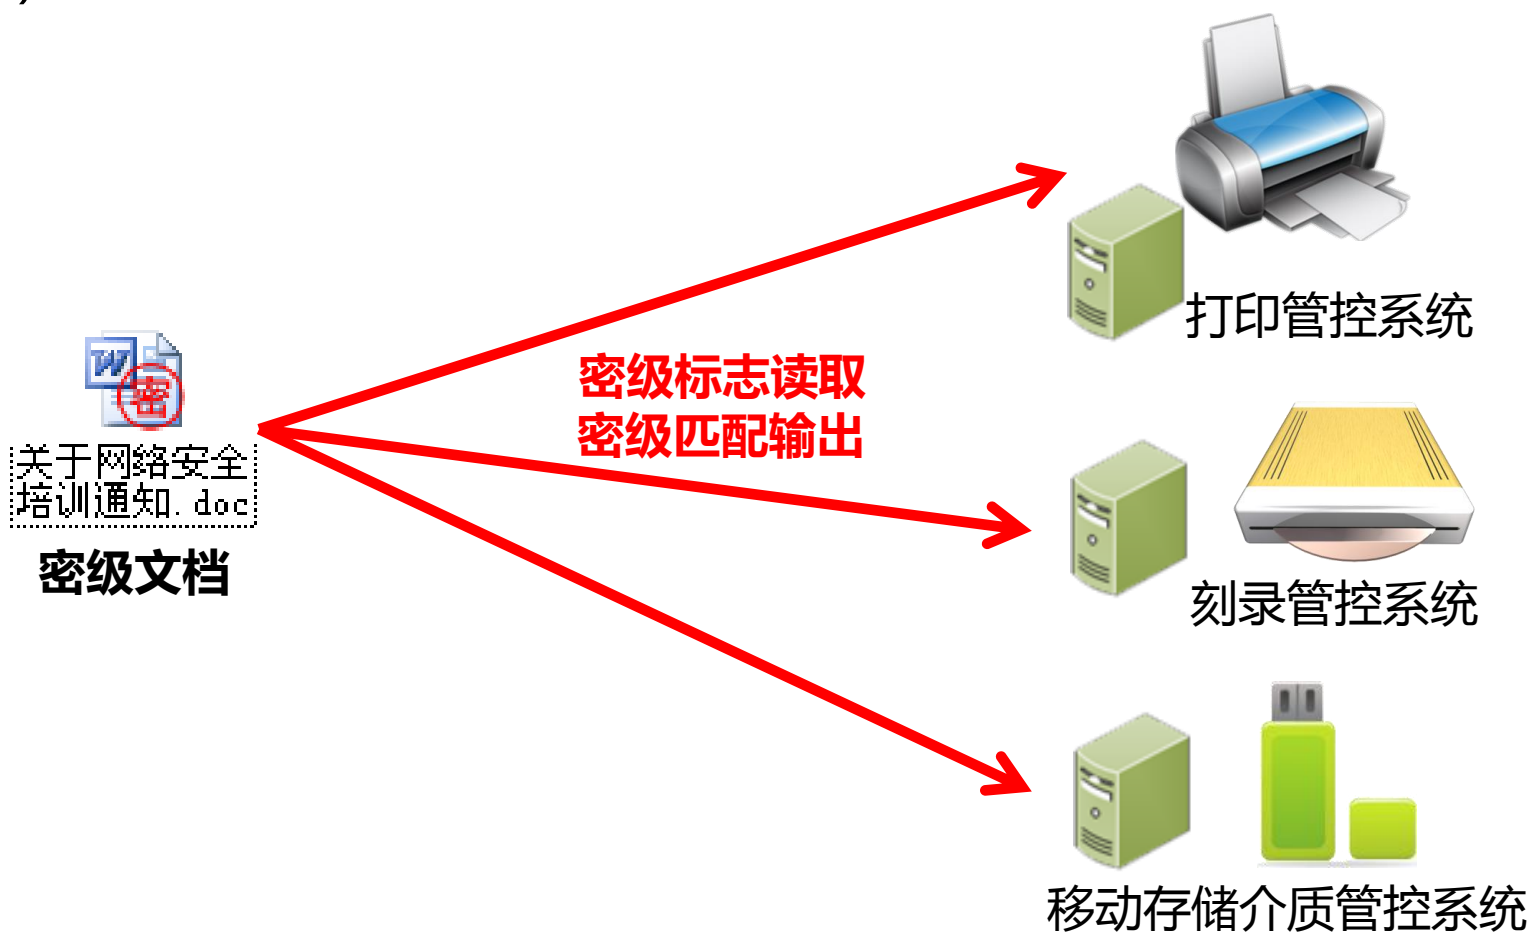 打印管控系统
密级标志读取
密级匹配输出
W
密
关于网络安全
培训通知.doc
密级文档
刻录管控系统
移动存储介质管控系统